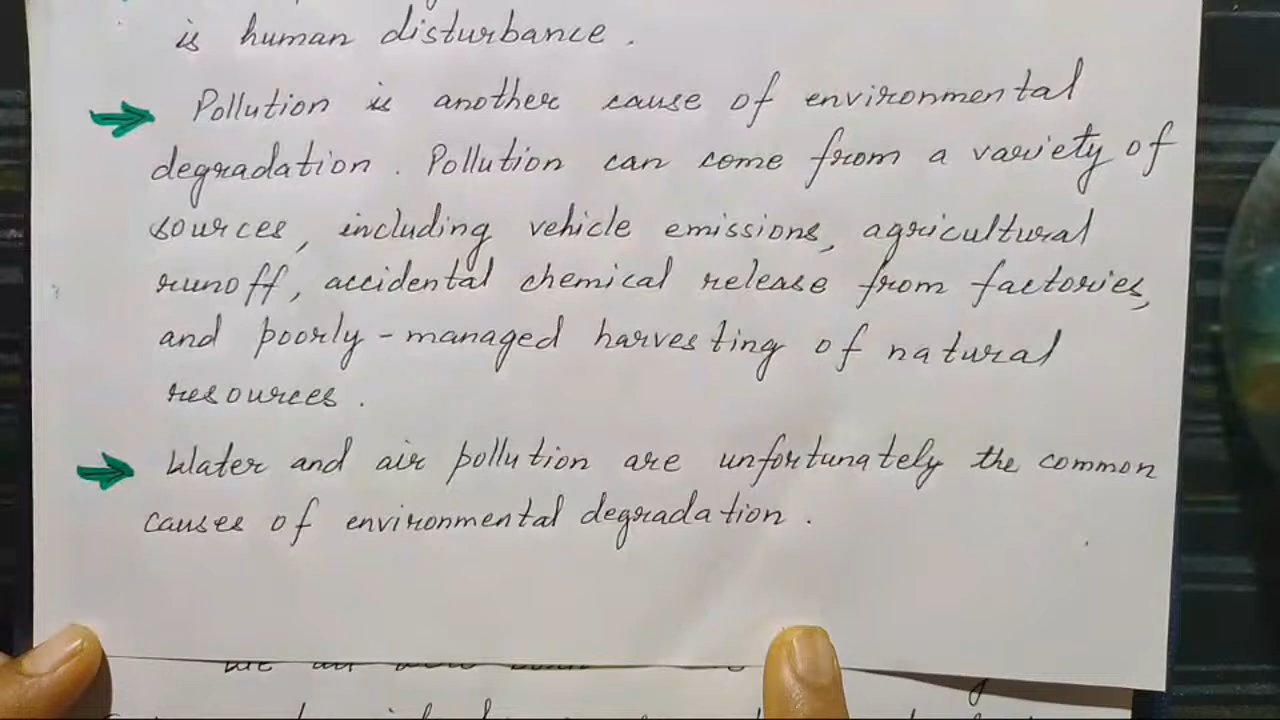 is human disturbance.
Pollution is another cause of environmental
degradation. Pollution can come from a variety of
sources, including vehicle emissions, agricultural
runoff, accidental chemical release from factories,
and poorly-managed harvesting of natural
resources.
Water and air pollution are unfortunately the common
causes of environmental degradation.